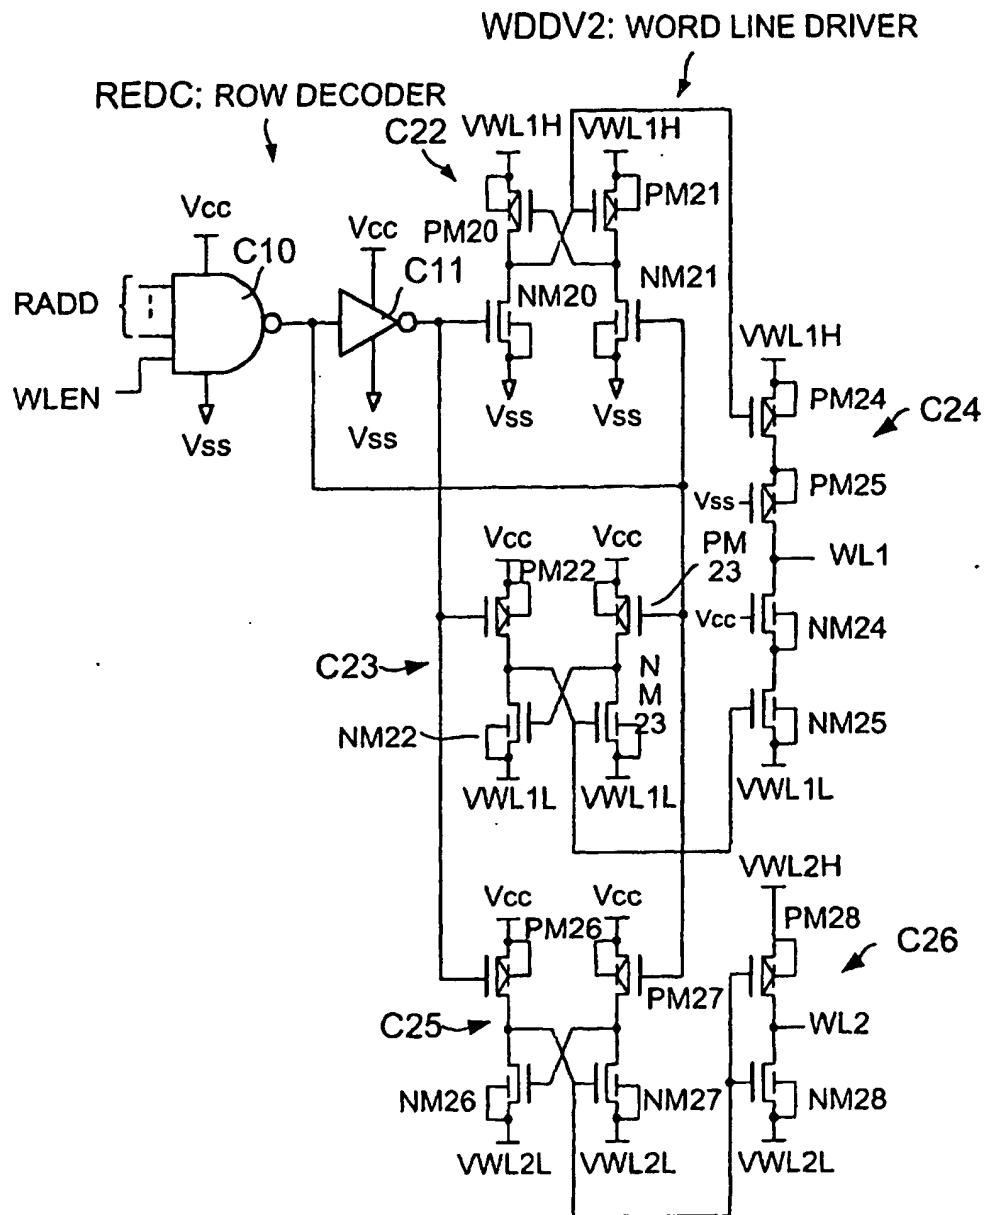 WDDV2: WORD LINE DRIVER
REDC: ROW DECODER
C22
VWL1H
VWL1H
PM20
PM21
Vcc
Vcc
C10
C11
RADD
WLEN
NM20
NM21
Vss
Vss
Vss
Vss
VWL1H
PM24
C24
PM25
Vss
WL1
Vcc
NM24
NM25
VWL1L
Vcc
Vcc
PM22
PM
23
C23
N
M
23
NM22
VWL1L
VWL1L
VWL2H
PM28
C26
Vcc
Vcc
PM26
PM27
C25
WL2
NM26
NM27
NM28
VWL2L
VWL2L
VWL2L